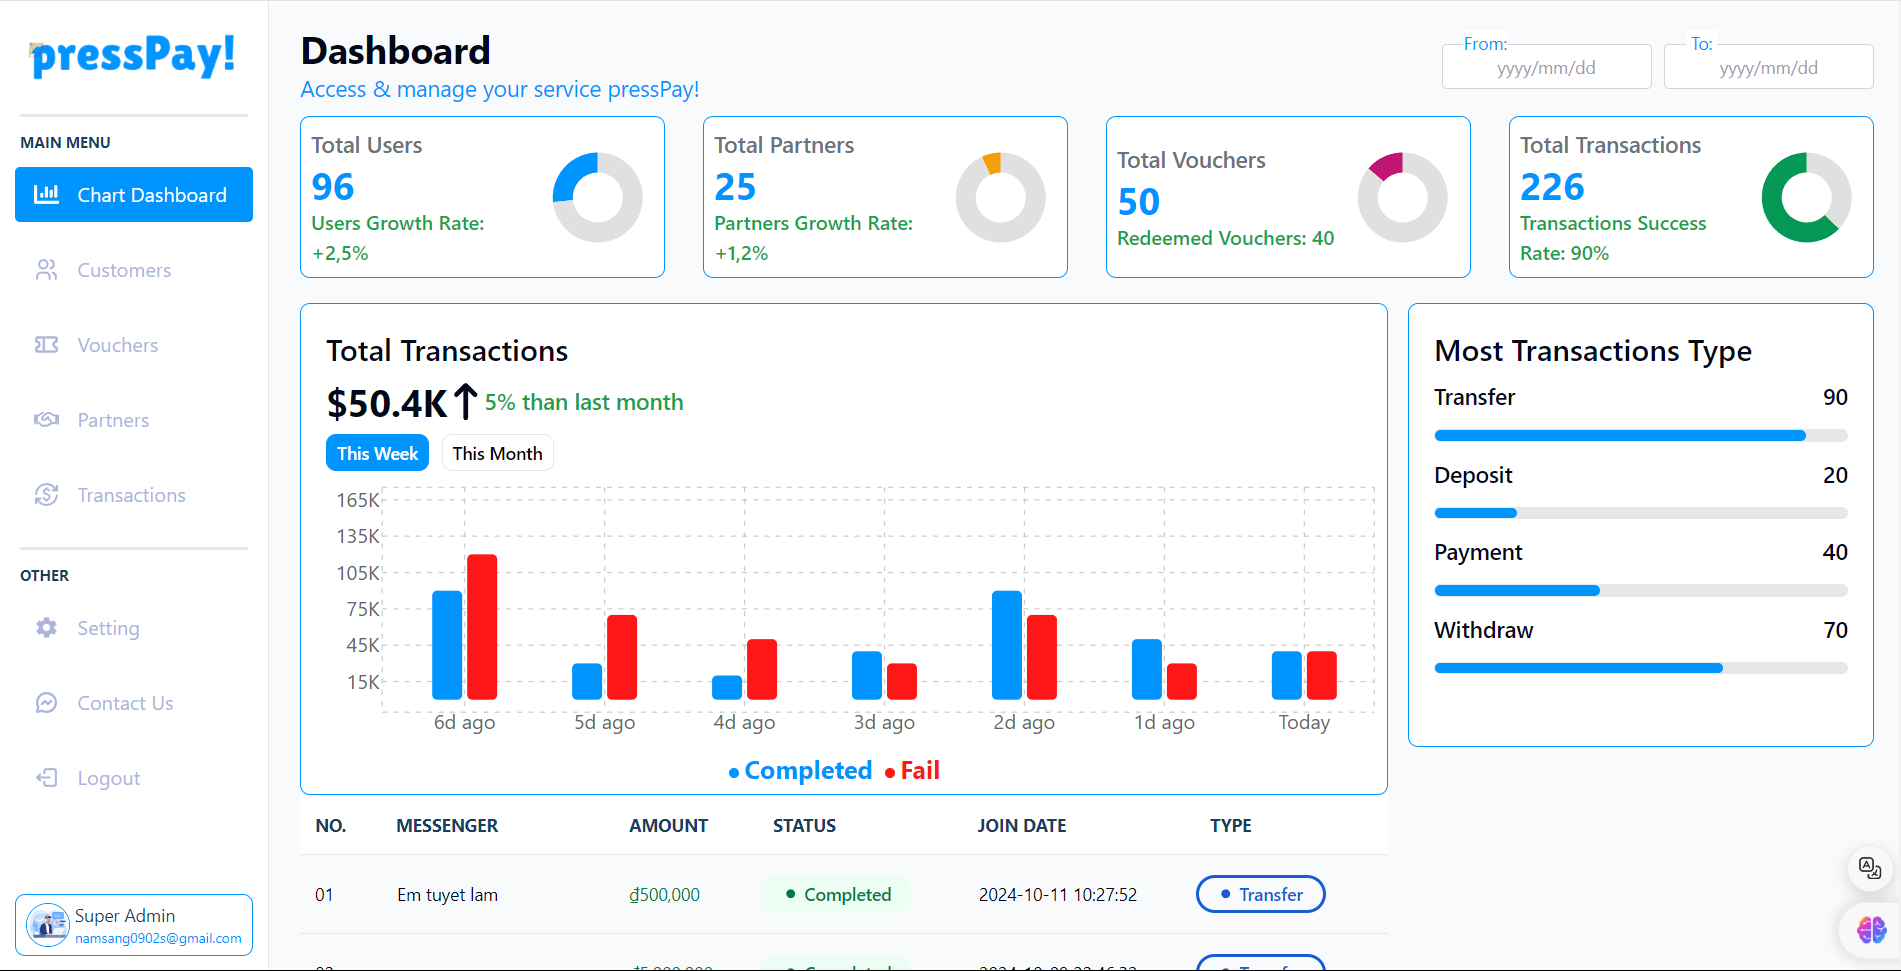 pressPay!
MAIN MENU
Chart Dashboard
Customers
Vouchers
Partners
Transactions
OTHER
Setting
Contact Us
Logout
Super Admin
namsang0902s@gmail.com
Dashboard
Access & manage your service pressPay!
From:
yyyy/mm/dd
To:
yyyy/mm/dd
Total Users
96
Users Growth Rate:
+2,5%
Total Partners
25
Partners Growth Rate:
+1,2%
Total Vouchers
50
Redeemed Vouchers: 40
Total Transactions
226
Transactions Success
Rate: 90%
Total Transactions
$50.4K 5% than last month
This Week This Month
165K
135K
105K
75K
45K
15K
6d ago 5d ago 4d ago 3d ago 2d ago 1d ago Today
Completed Fail
Most Transactions Type
Transfer 90
Deposit 20
Payment 40
Withdraw 70
NO. MESSENGER AMOUNT STATUS JOIN DATE TYPE
01 Em tuyet lam ₫500,000 Completed 2024-10-11 10:27:52 Transfer